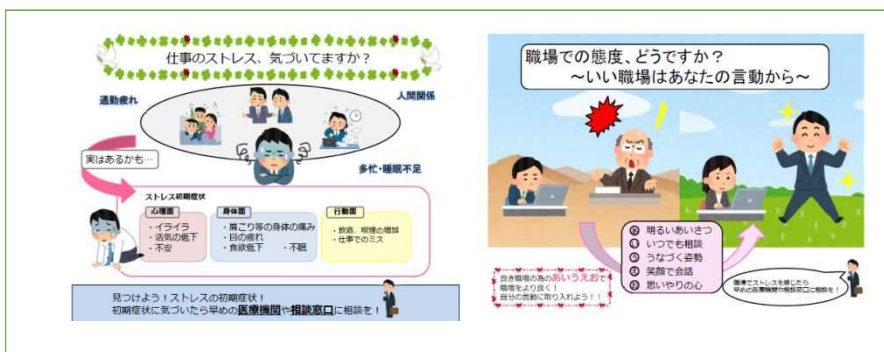 仕事のストレス、気づいてますか?
通勤疲れ
人間関係
多忙・睡眠不足
実はあるかも…
ストレス初期症状
心理面
・イライラ
・活気の低下
・不安
身体面
・肩こり等の身体の痛み
・目の疲れ
・食欲低下 ・不眠
行動面
・飲酒、喫煙の増加
・仕事でのミス
見つけよう!ストレスの初期症状!
初期症状に気づいたら早めの医療機関や相談窓口に相談を!
職場での態度、どうですか?
~いい職場はあなたの言動から~
あ 明るいあいさつ
い いつでも相談
う うなづく姿勢
え 笑顔で会話
お 思いやりの心
良き職場の為のあいうえおで
職場をより良く!
自分の言動に取り入れよう!!
職場でストレスを感じたら
早めの医療機関や相談窓口に相談を!